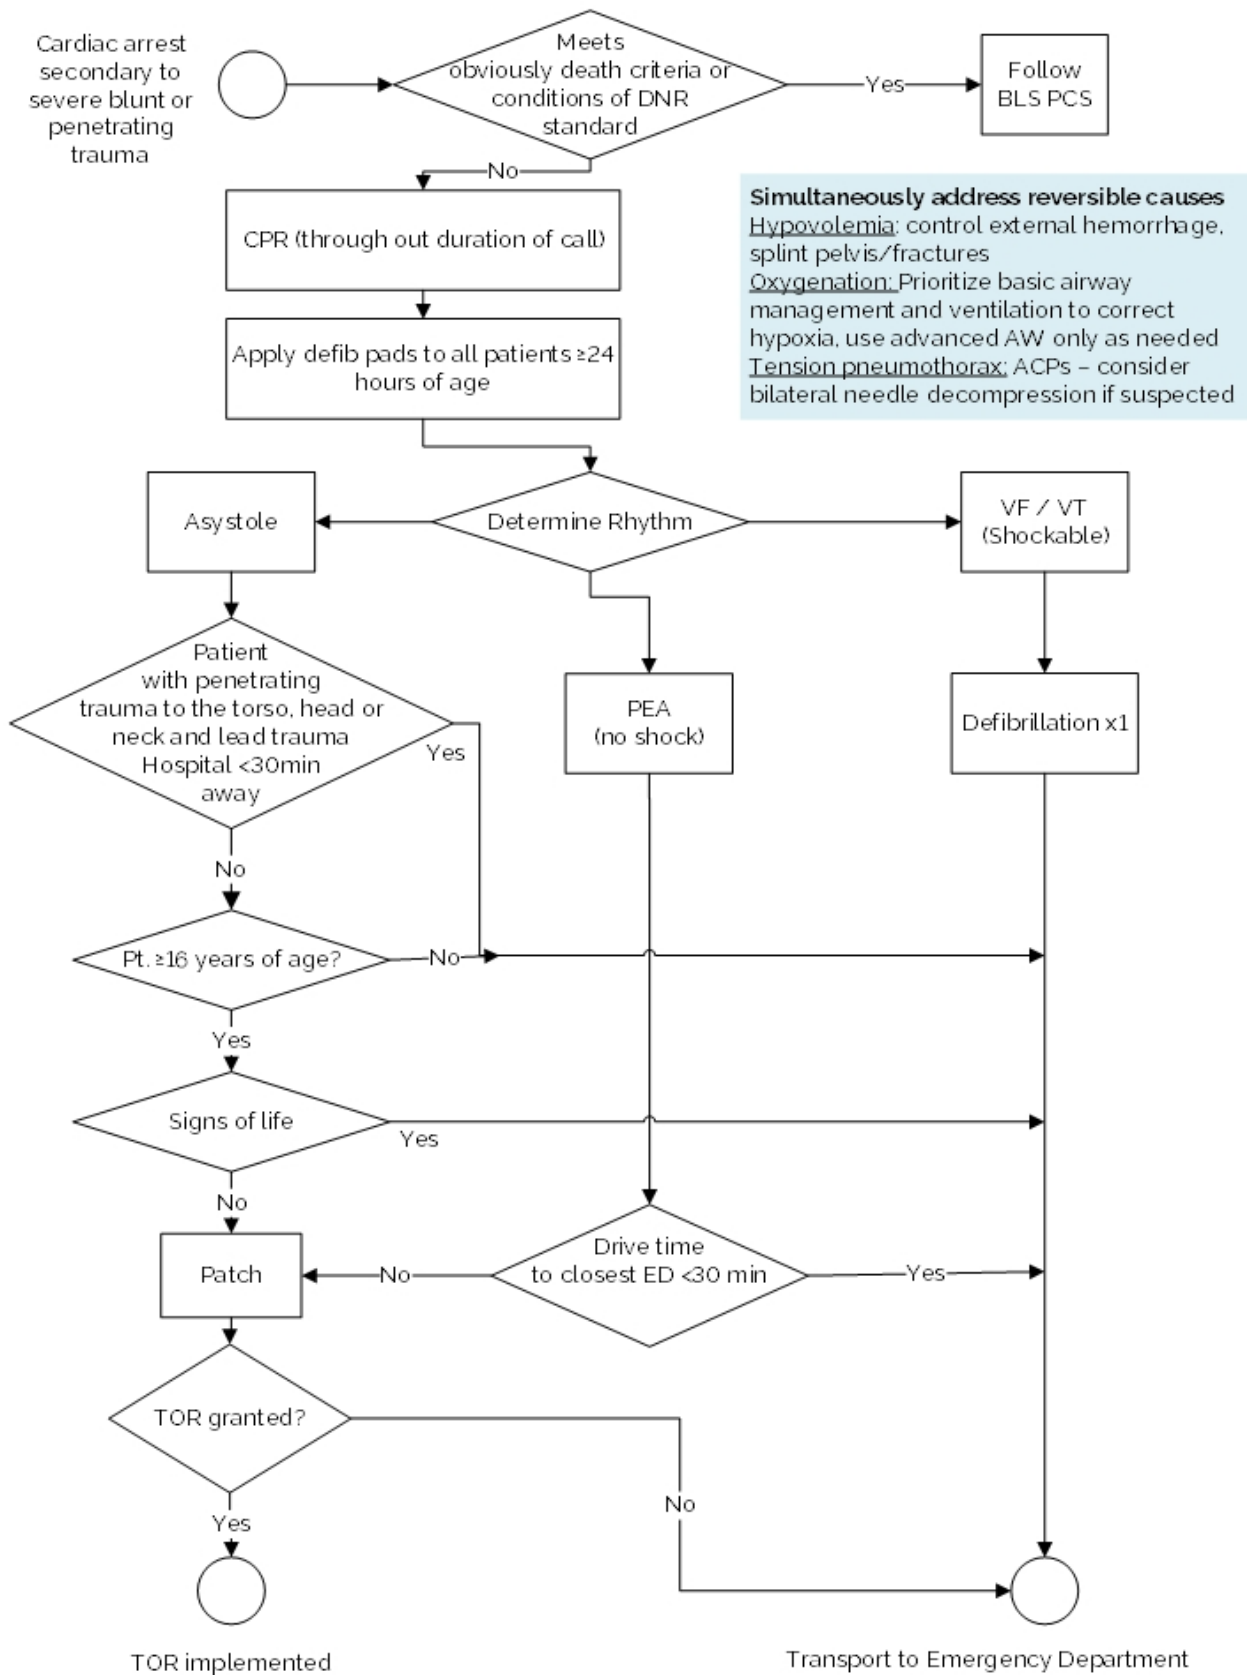 Cardiac arrest
secondary to
severe blunt or
penetrating
trauma
Meets
obviously death criteria or
conditions of DNR
standard
Yes
Follow
BLS PCS
No
CPR (through out duration of call)
Simultaneously address reversible causes
Hypovolemia: control external hemorrhage,
splint pelvis/fractures
Oxygenation: Prioritize basic airway
management and ventilation to correct
hypoxia, use advanced AW only as needed
Tension pneumothorax: ACPs – consider
bilateral needle decompression if suspected
Apply defib pads to all patients ≥24
hours of age
Asystole
Determine Rhythm
VF / VT
(Shockable)
Patient
with penetrating
trauma to the torso, head or
neck and lead trauma
Hospital <30min
away
Yes
PEA
(no shock)
Defibrillation x1
No
Pt. ≥16 years of age?
No
Yes
Signs of life
Yes
No
Patch
No
Drive time
to closest ED <30 min
Yes
TOR granted?
No
Yes
TOR implemented
Transport to Emergency Department